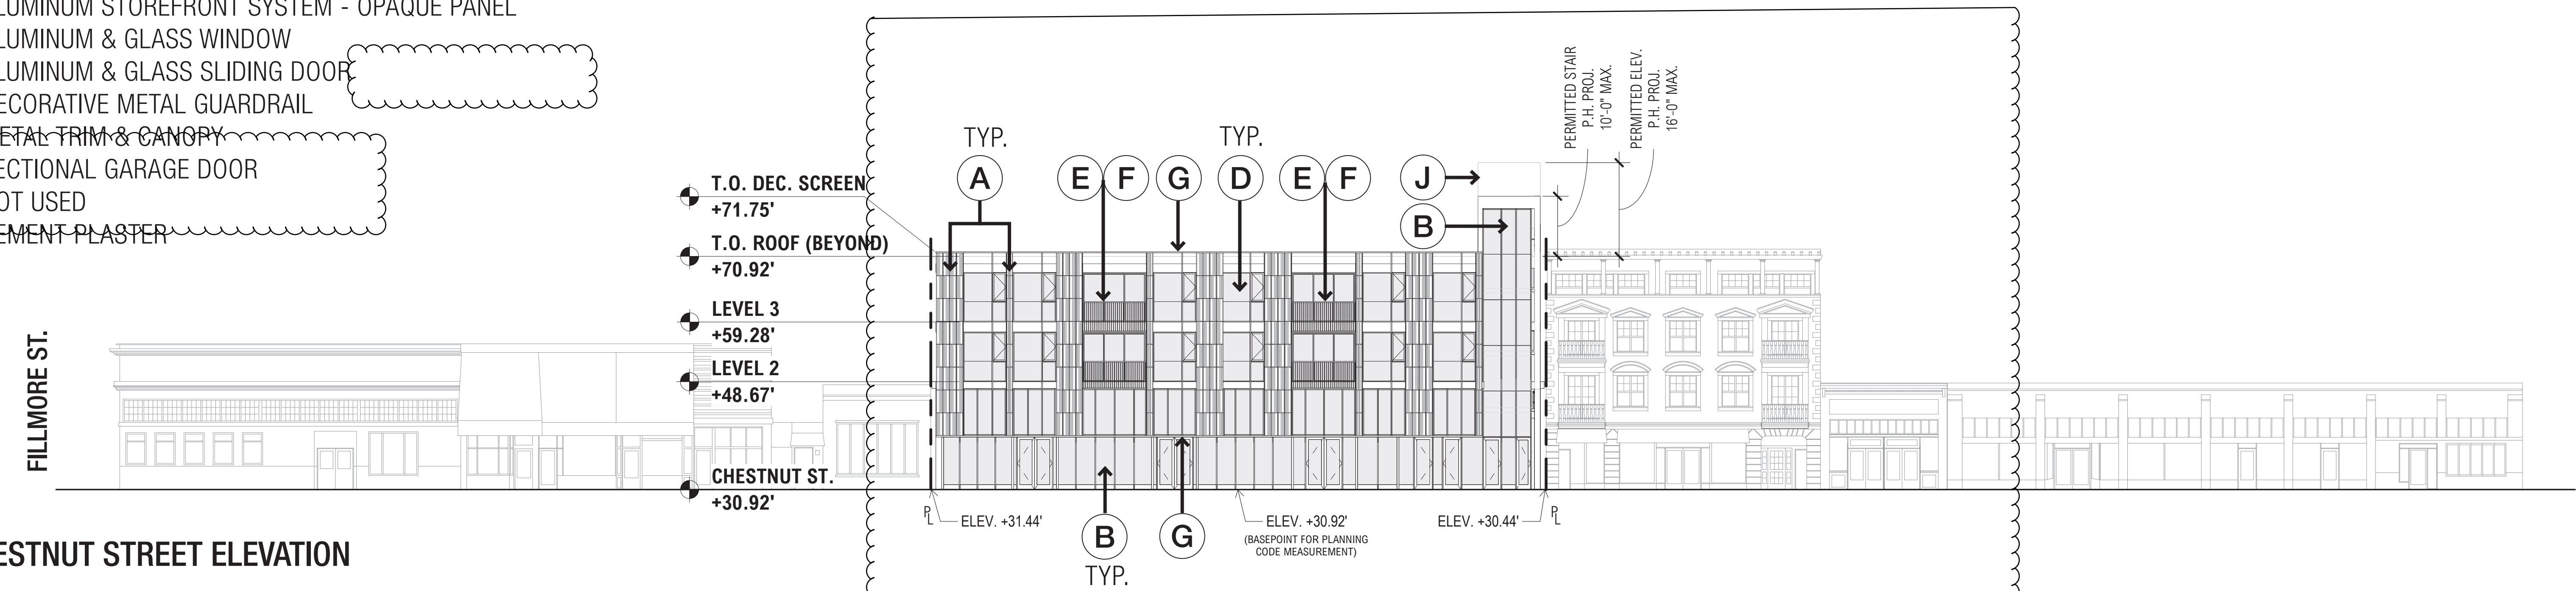 LUMINUM STOREFRONT SYSTEM - OPAQUE PANEL
LUMINUM & GLASS WINDOW
LUMINUM & GLASS SLIDING DOOR
ECORATIVE METAL GUARDRAIL
ETAL TRIM & CANOPY
ECTIONAL GARAGE DOOR
OT USED
EMENT PLASTER
PERMITTED STAIR
P.H. PROJ.
10'-0" MAX.
PERMITTED ELEV.
P.H. PROJ.
16'-0" MAX.
TYP.
TYP.
A
E F G D E F J
B
T.O. DEC. SCREEN
+71.75'
T.O. ROOF (BEYOND)
+70.92'
LEVEL 3
+59.28'
LEVEL 2
+48.67'
CHESTNUT ST.
+30.92'
FILLMORE ST.
PL
ELEV. +31.44'
ELEV. +30.92'
(BASEPOINT FOR PLANNING
CODE MEASUREMENT)
ELEV. +30.44'
PL
B
G
TYP.
ESTNUT STREET ELEVATION